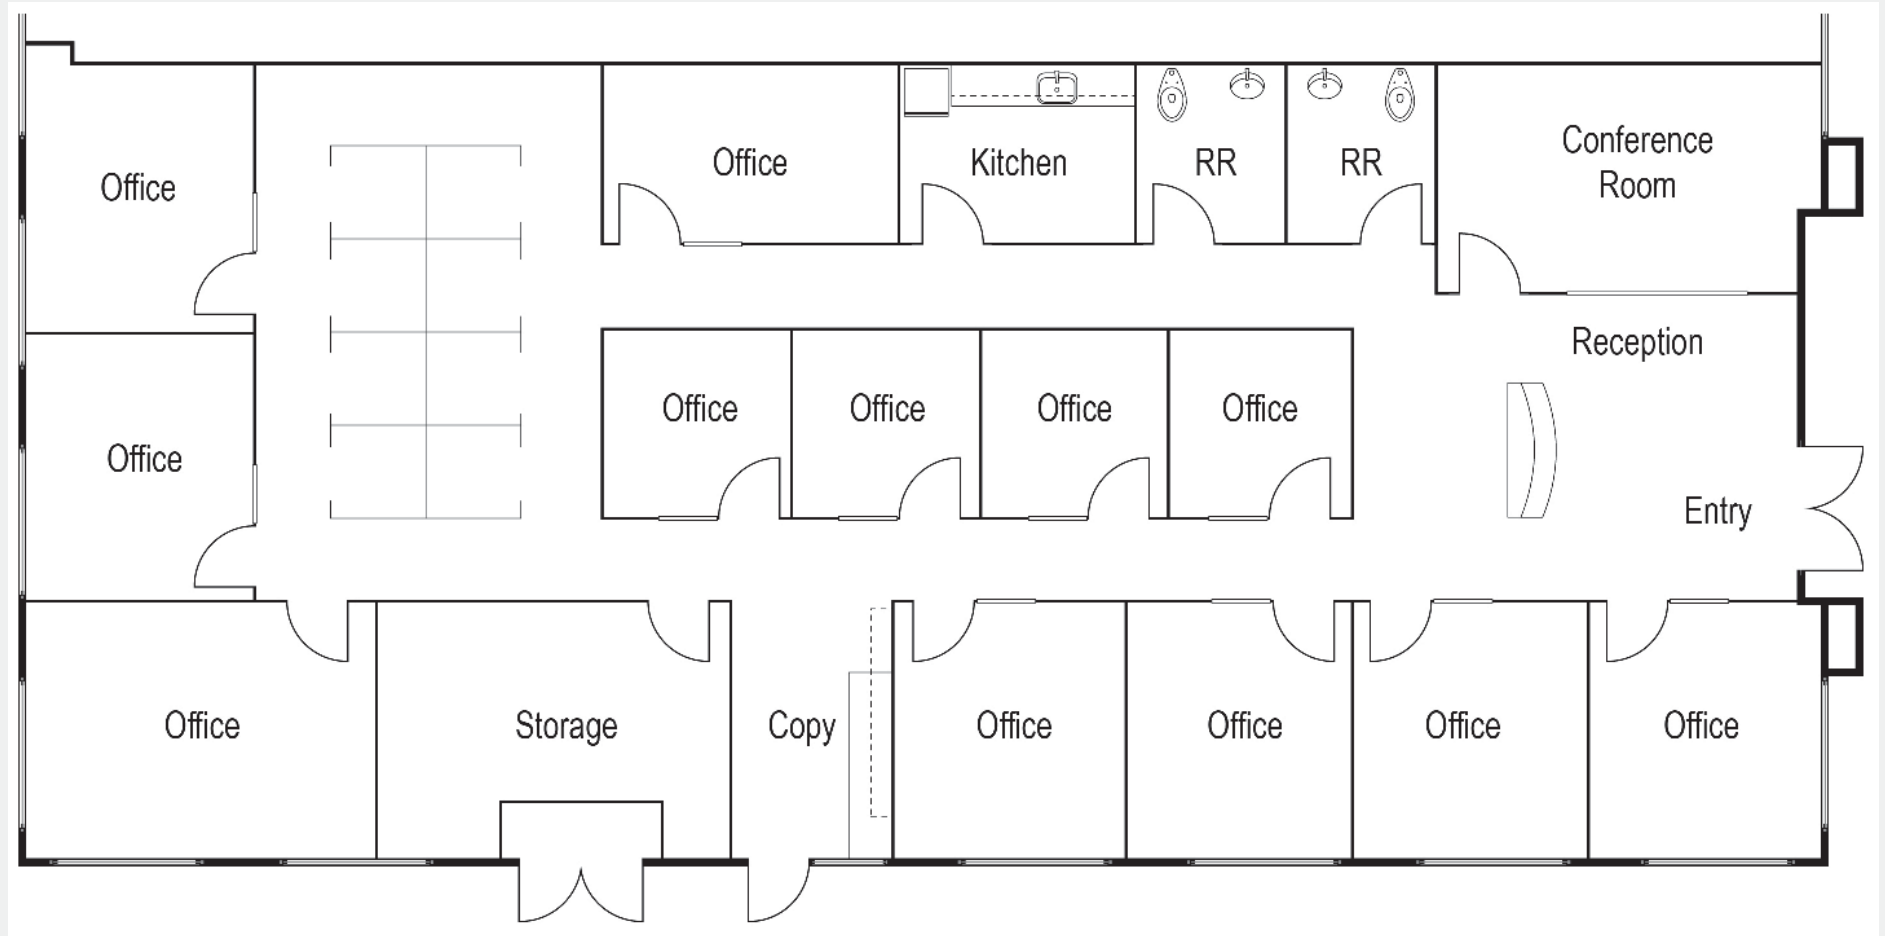 Office
Office
Kitchen
RR
RR
Conference
Room
Reception
Office
Office
Office
Office
Office
Entry
Office
Storage
Copy
Office
Office
Office
Office